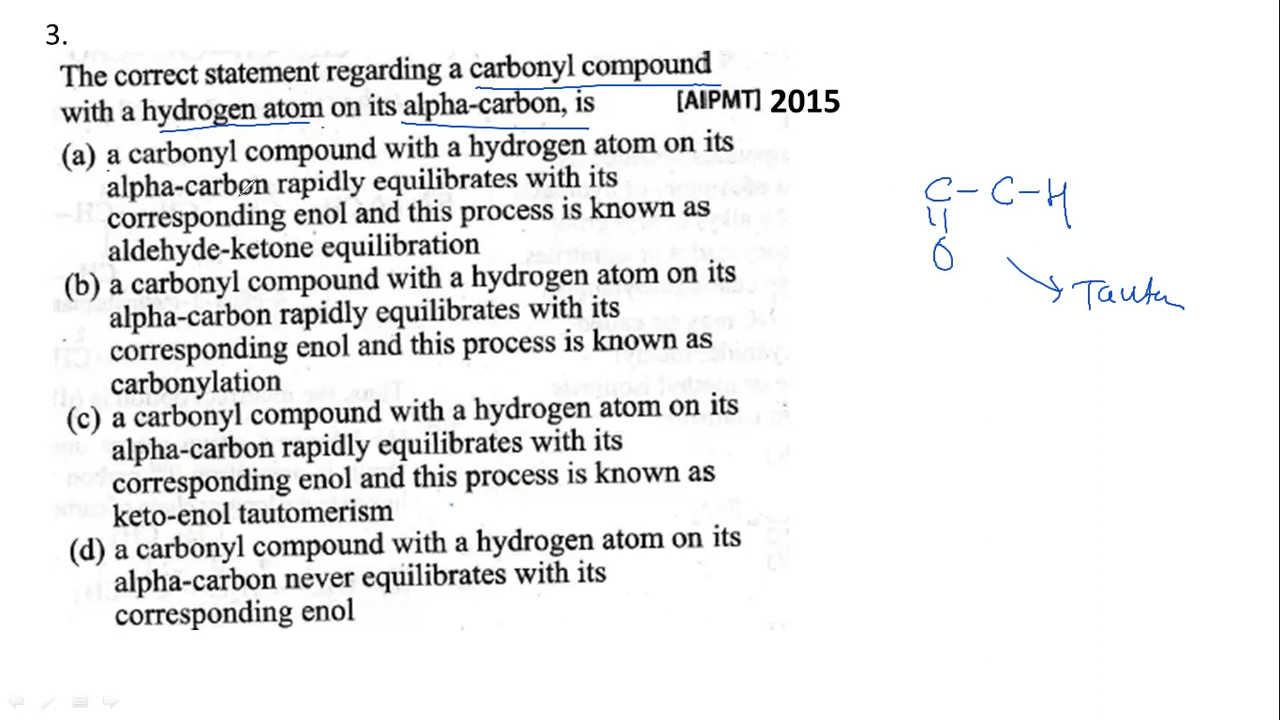 3.
The correct statement regarding a carbonyl compound
with a hydrogen atom on its alpha-carbon, is [AIPMT] 2015
(a) a carbonyl compound with a hydrogen atom on its
alpha-carbon rapidly equilibrates with its
corresponding enol and this process is known as
aldehyde-ketone equilibration
(b) a carbonyl compound with a hydrogen atom on its
alpha-carbon rapidly equilibrates with its
corresponding enol and this process is known as
carbonylation
(c) a carbonyl compound with a hydrogen atom on its
alpha-carbon rapidly equilibrates with its
corresponding enol and this process is known as
keto-enol tautomerism
(d) a carbonyl compound with a hydrogen atom on its
alpha-carbon never equilibrates with its
corresponding enol
C-C-H
O